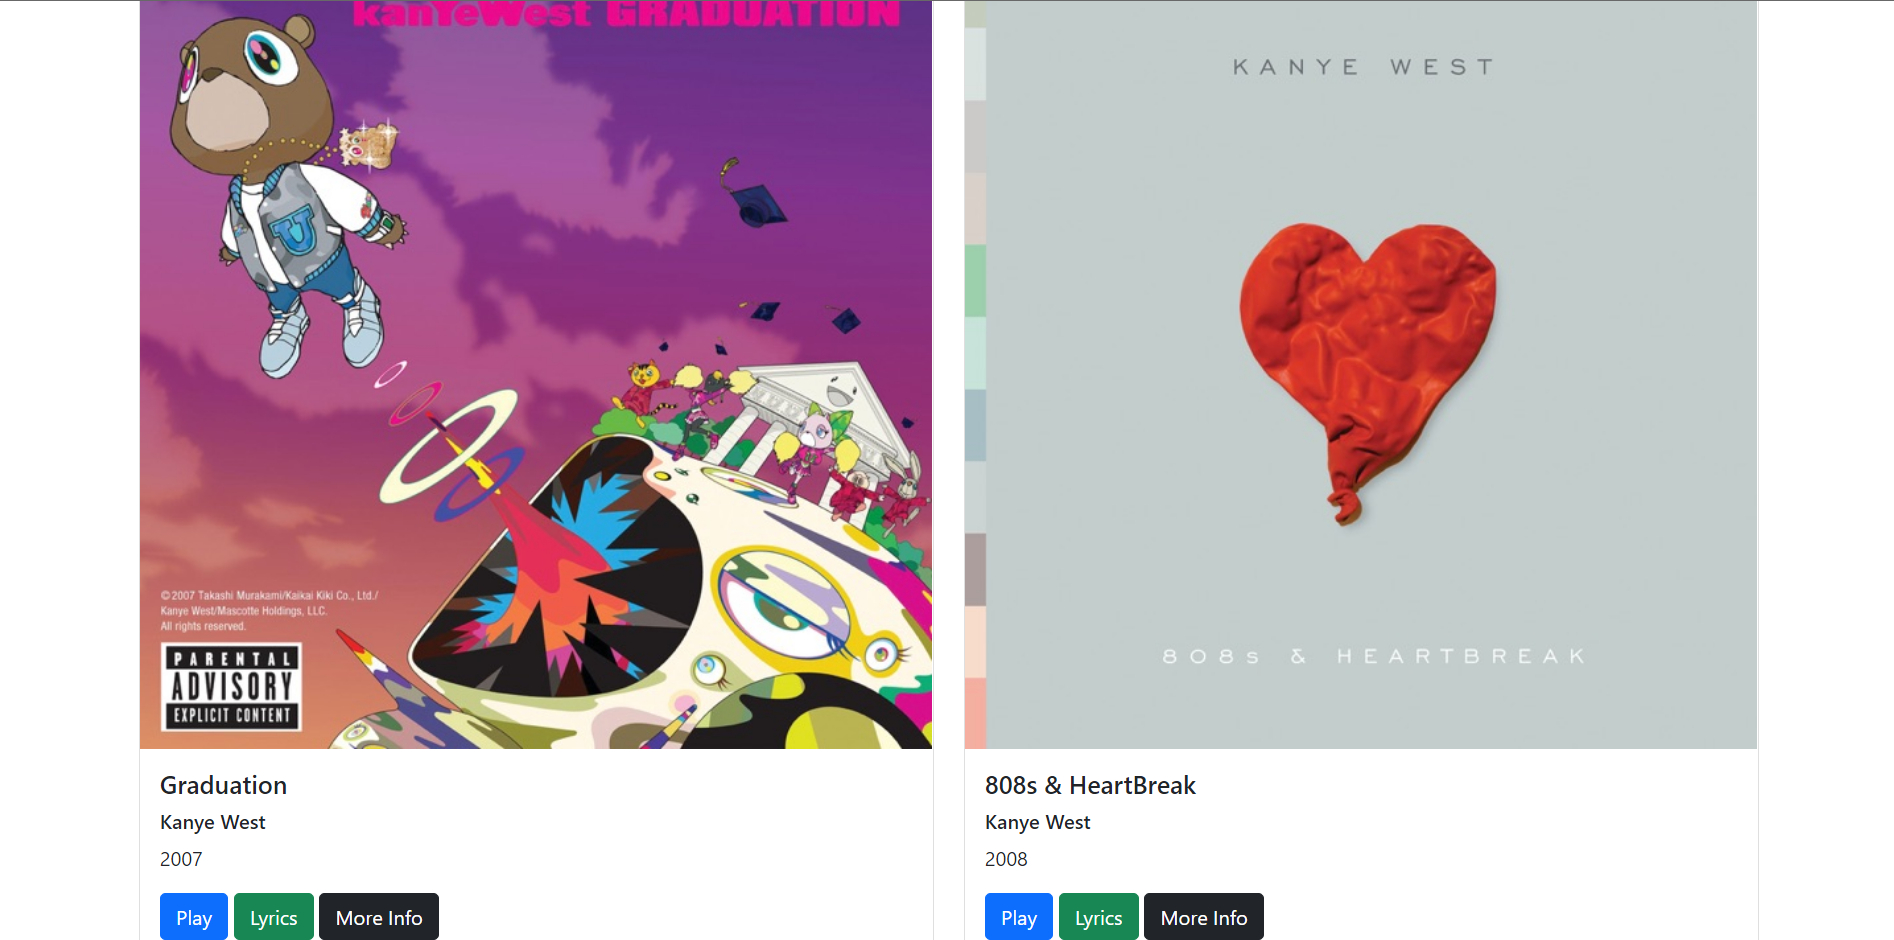 kanYeWest GRADUATION
U
©2007 Takashi Murakami/Kaikai Kiki Co., Ltd./
Kanye West/Mascotte Holdings, LLC.
All rights reserved.
PARENTAL
ADVISORY
EXPLICIT CONTENT
Graduation
Kanye West
2007
Play Lyrics More Info
KANYE WEST
808s & HEARTBREAK
808s & HeartBreak
Kanye West
2008
Play Lyrics More Info